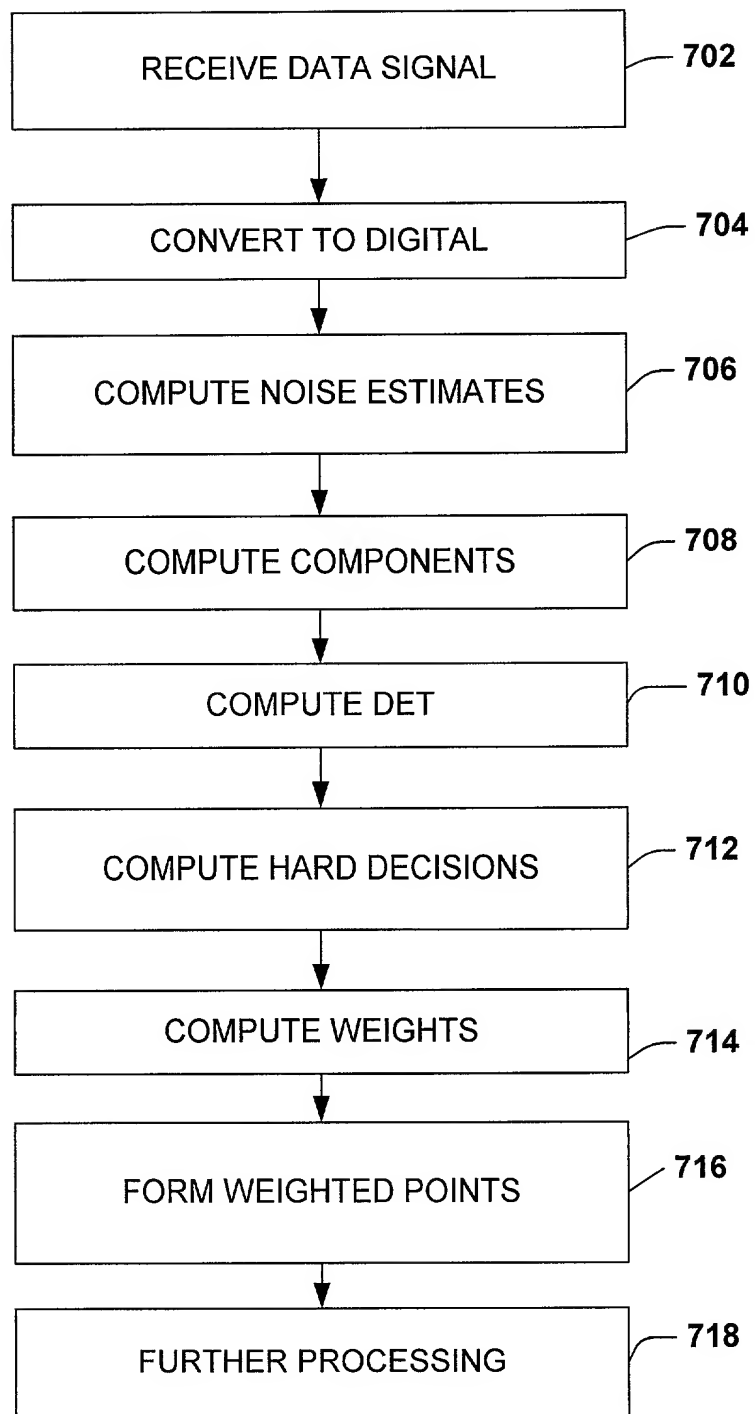 RECEIVE DATA SIGNAL
702
CONVERT TO DIGITAL
704
COMPUTE NOISE ESTIMATES
706
COMPUTE COMPONENTS
708
COMPUTE DET
710
COMPUTE HARD DECISIONS
712
COMPUTE WEIGHTS
714
FORM WEIGHTED POINTS
716
FURTHER PROCESSING
718